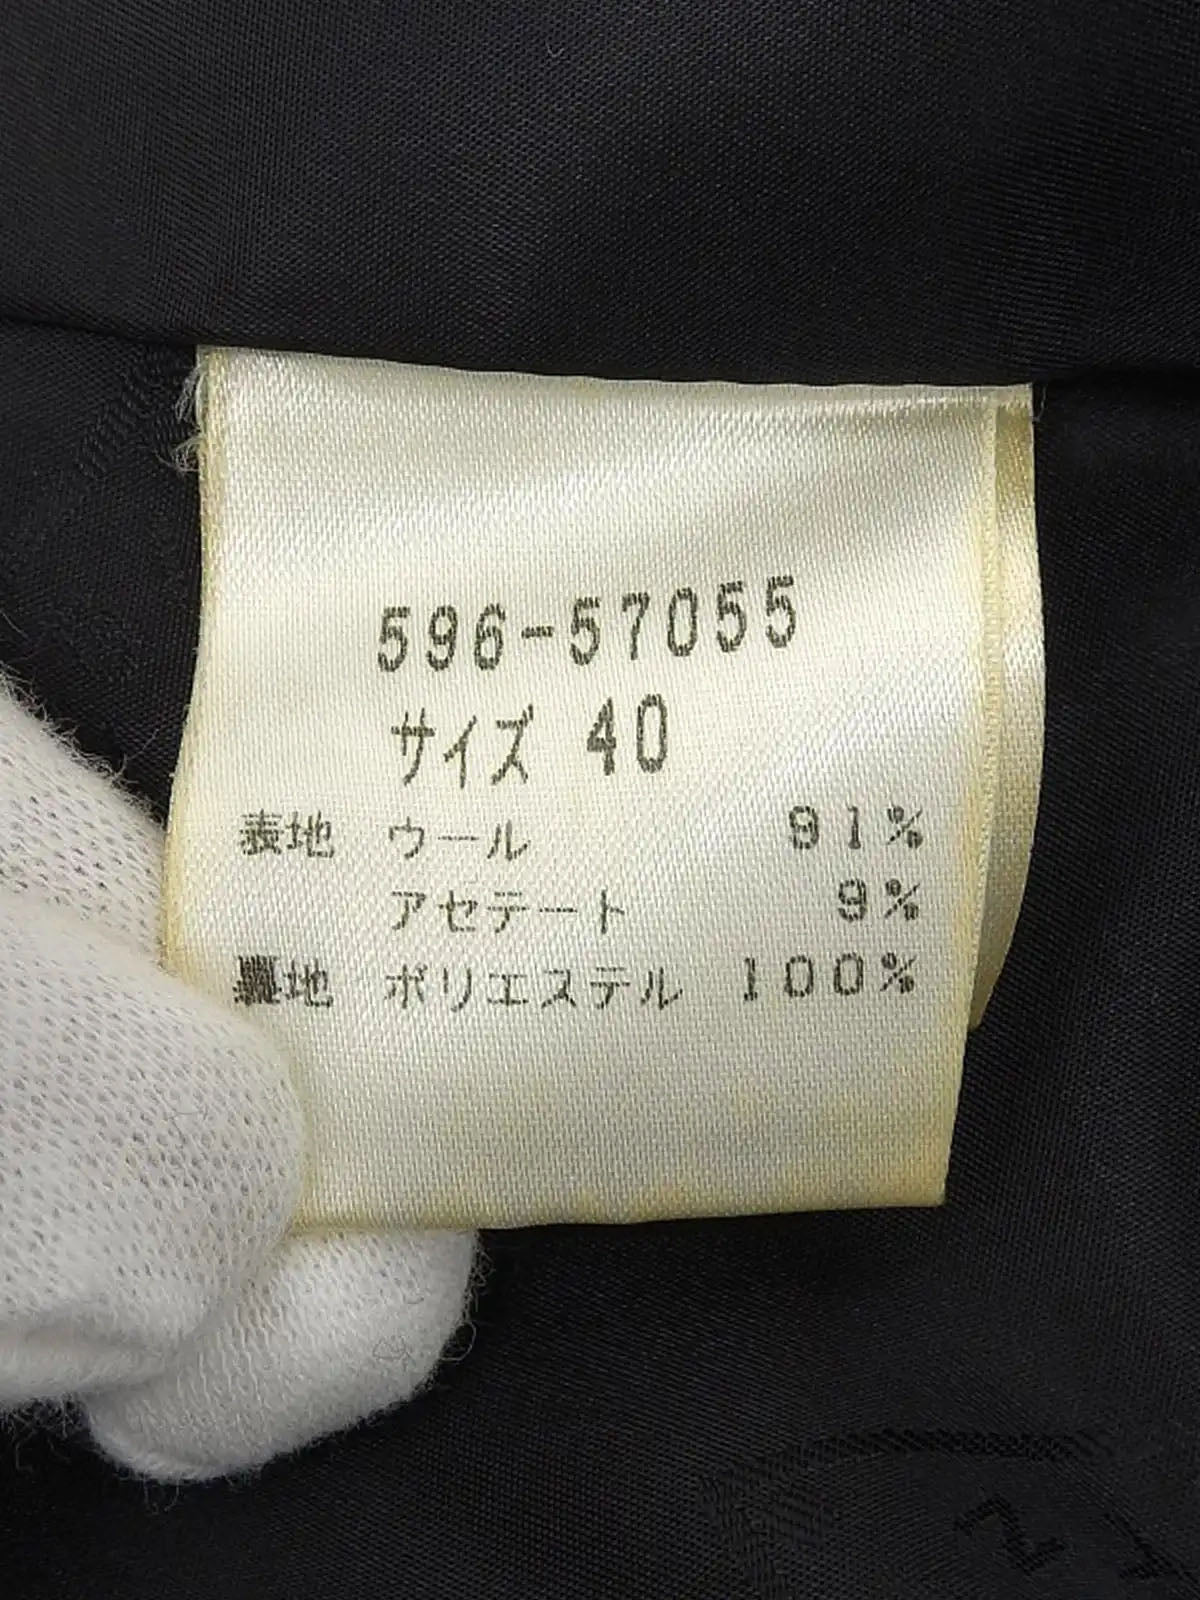 596-57055
サイズ 40
表地 ウール 91%
アセテート 9%
裏地 ポリエステル 100%